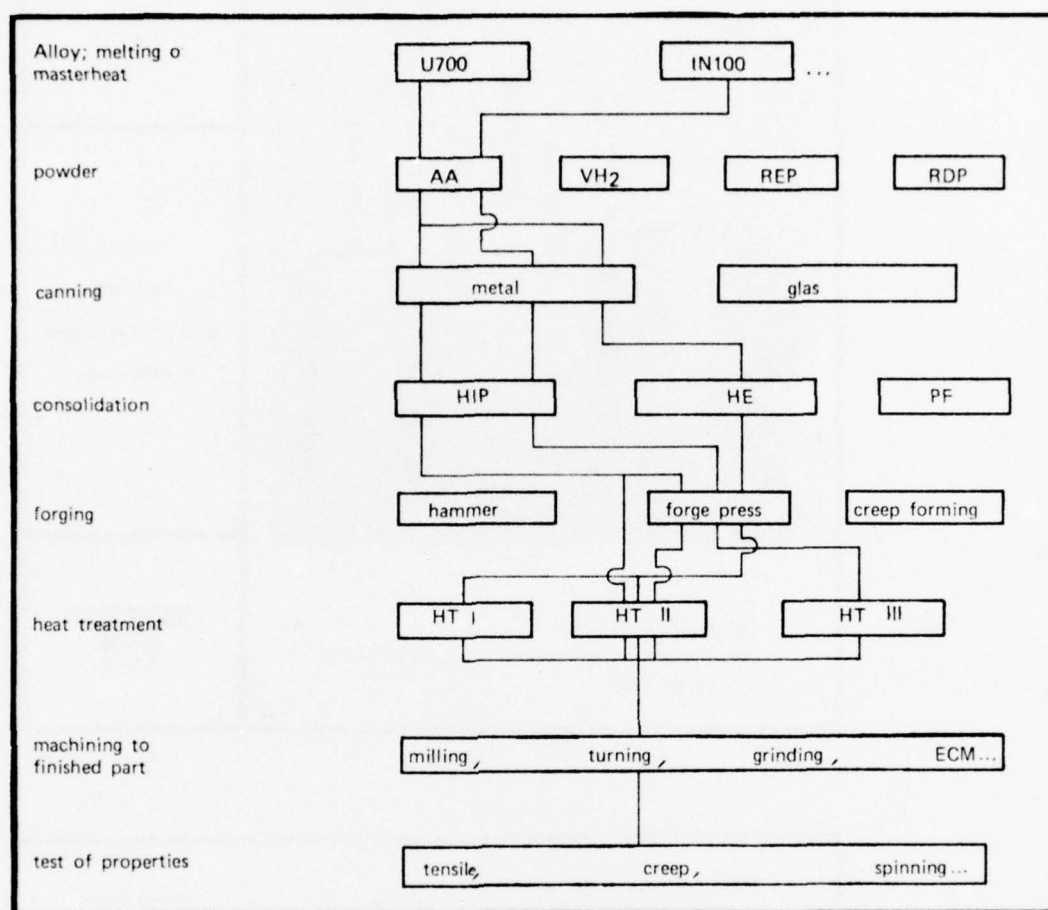 Alloy; melting o
masterheat
U700 IN100 ...
powder
AA VH2 REP RDP
canning
metal glas
consolidation
HIP HE PF
forging
hammer forge press creep forming
heat treatment
HT I HT II HT III
machining to
finished part
milling, turning, grinding, ECM...
test of properties
tensile, creep, spinning...